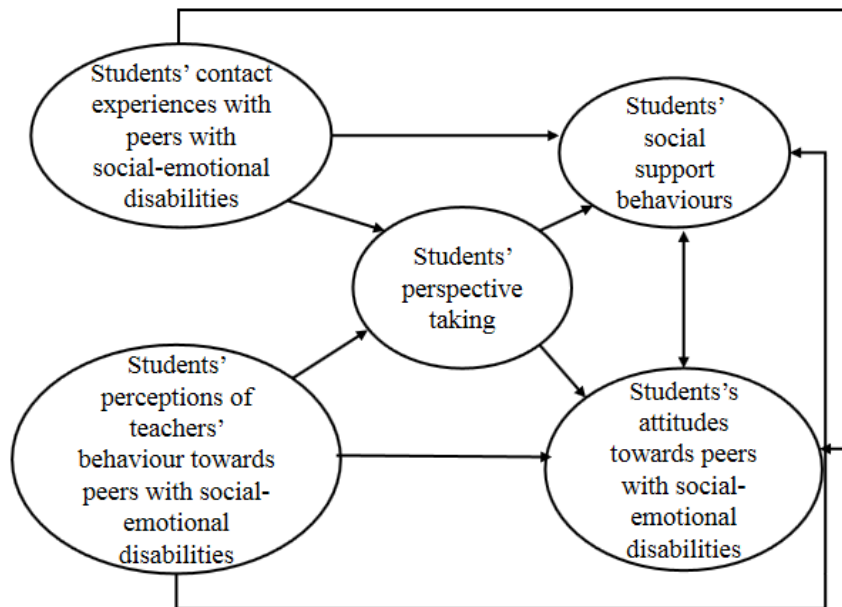 Students’ contact
experiences with
peers with
social-emotional
disabilities
Students’
social
support
behaviours
Students’
perspective
taking
Students’
perceptions of
teachers’
behaviour towards
peers with social-
emotional
disabilities
Students’s
attitudes
towards peers
with social-
emotional
disabilities